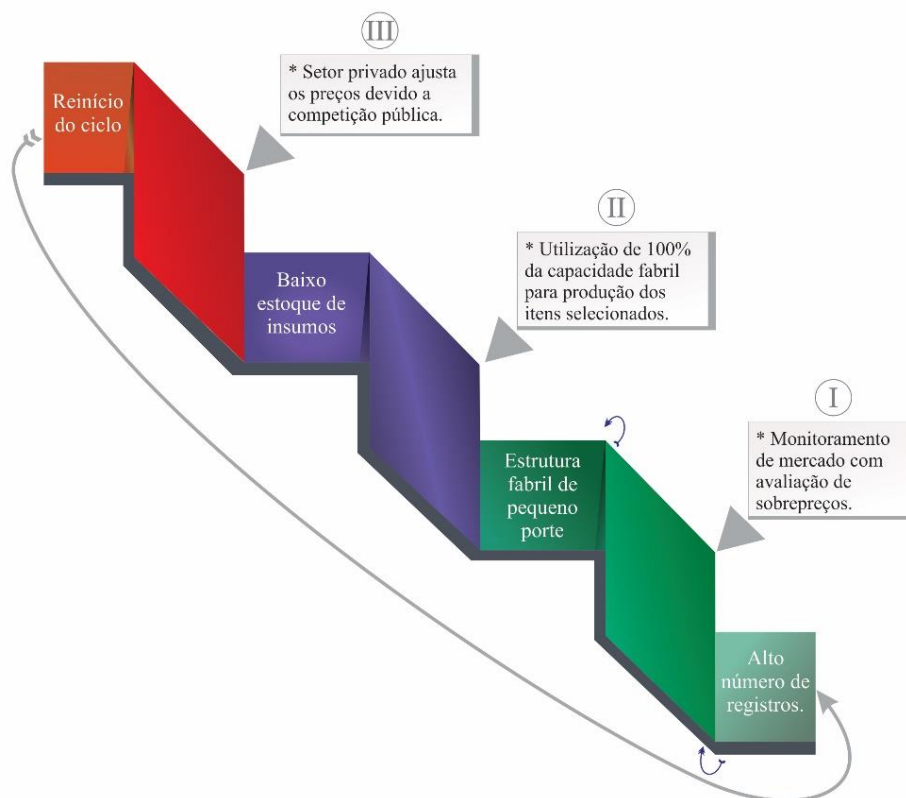 III
* Setor privado ajusta
os preços devido a
competição pública.
Reinício
do ciclo
II
* Utilização de 100%
da capacidade fabril
para produção dos
itens selecionados.
Baixo
estoque de
insumos
I
* Monitoramento
de mercado com
avaliação de
sobrepreços.
Estrutura
fabril de
pequeno
porte
Alto
número de
registros.